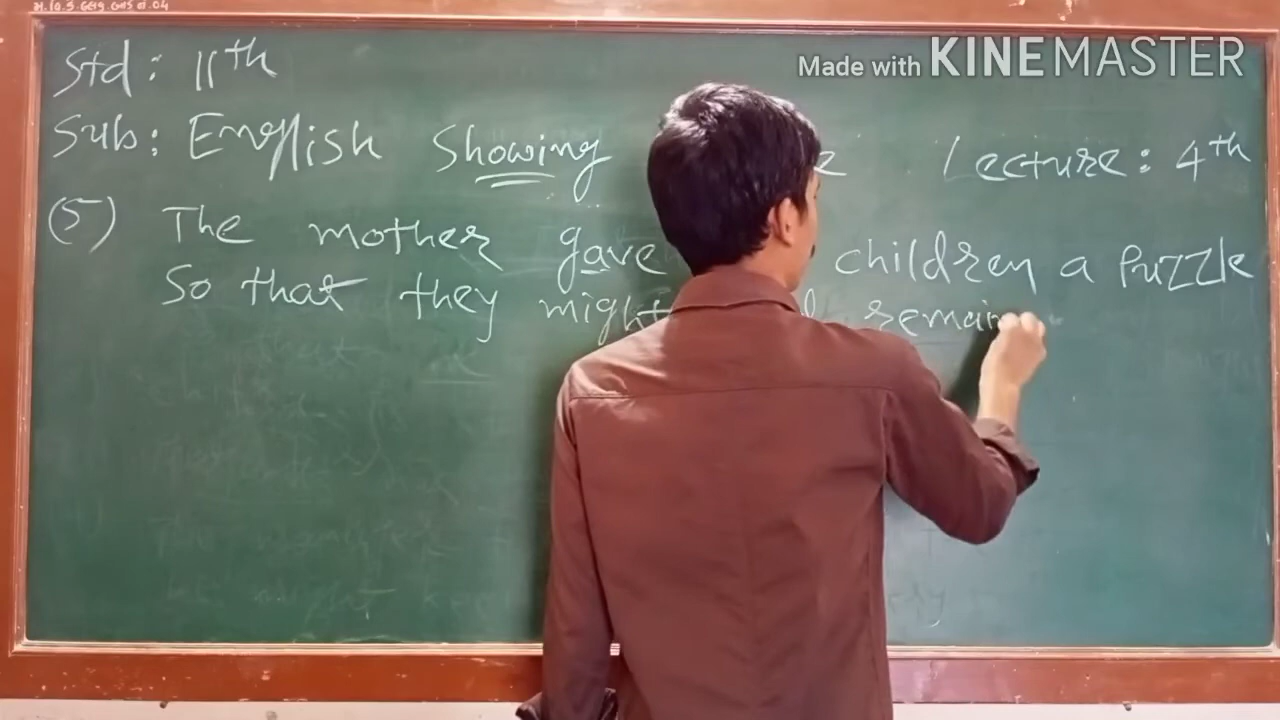 Made with KINEMASTER
Std: 11th
Sub: English Showing Lecture: 4th
(5) The mother gave children a Puzzle
So that they might remain